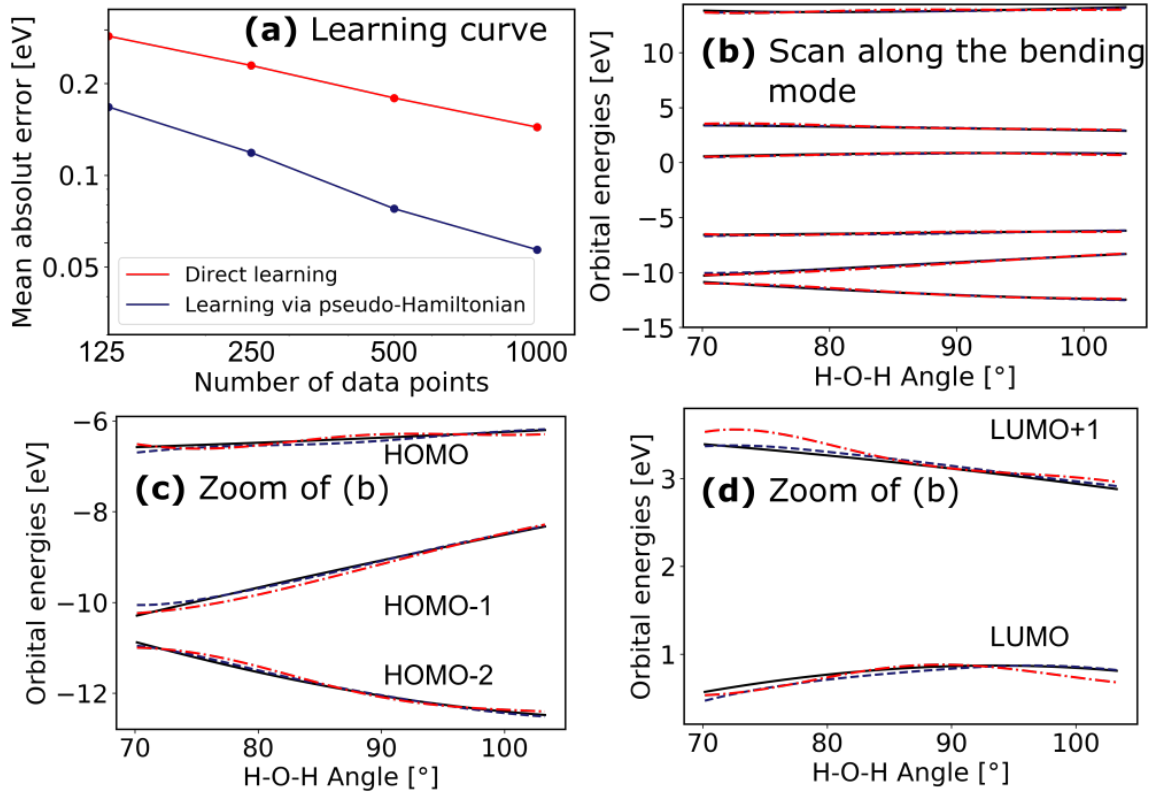 (a) Learning curve
Mean absolut error [eV]
0.2
0.1
0.05
Direct learning
Learning via pseudo-Hamiltonian
125 250 500 1000
Number of data points
(b) Scan along the bending
mode
Orbital energies [eV]
10
5
0
−5
−10
−15
70 80 90 100
H-O-H Angle [°]
(c) Zoom of (b)
Orbital energies [eV]
−6
−8
−10
−12
HOMO
HOMO-1
HOMO-2
70 80 90 100
H-O-H Angle [°]
(d) Zoom of (b)
Orbital energies [eV]
3
2
1
LUMO+1
LUMO
70 80 90 100
H-O-H Angle [°]